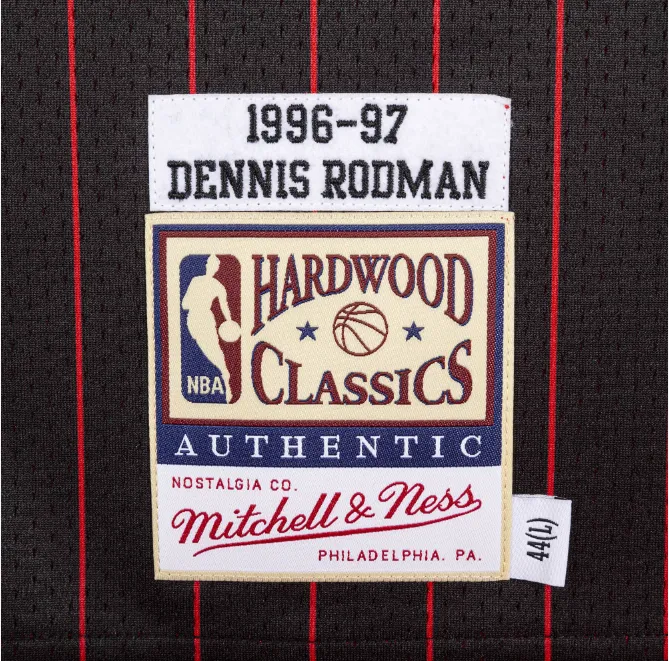 1996-97
DENNIS RODMAN
HARDWOOD
NBA
CLASSICS
AUTHENTIC
NOSTALGIA CO.
Mitchell & Ness
PHILADELPHIA. PA.
44(L)